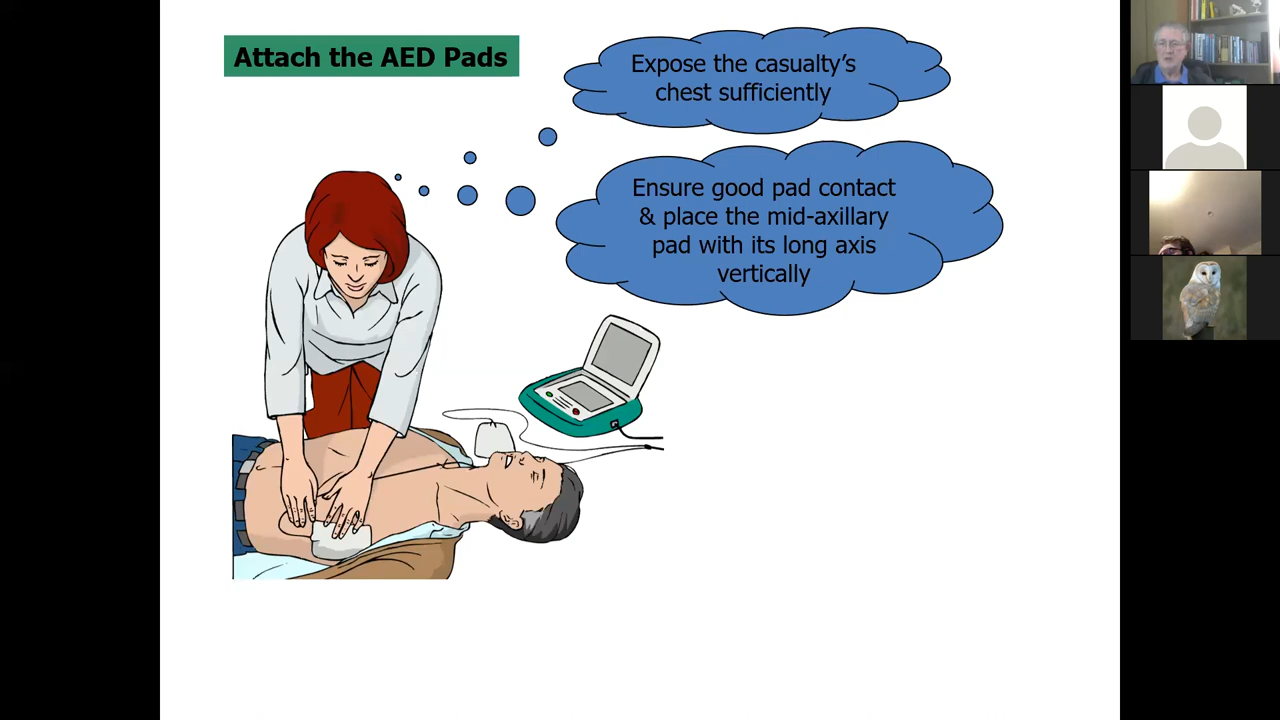 Attach the AED Pads
Expose the casualty’s
chest sufficiently
Ensure good pad contact
& place the mid-axillary
pad with its long axis
vertically